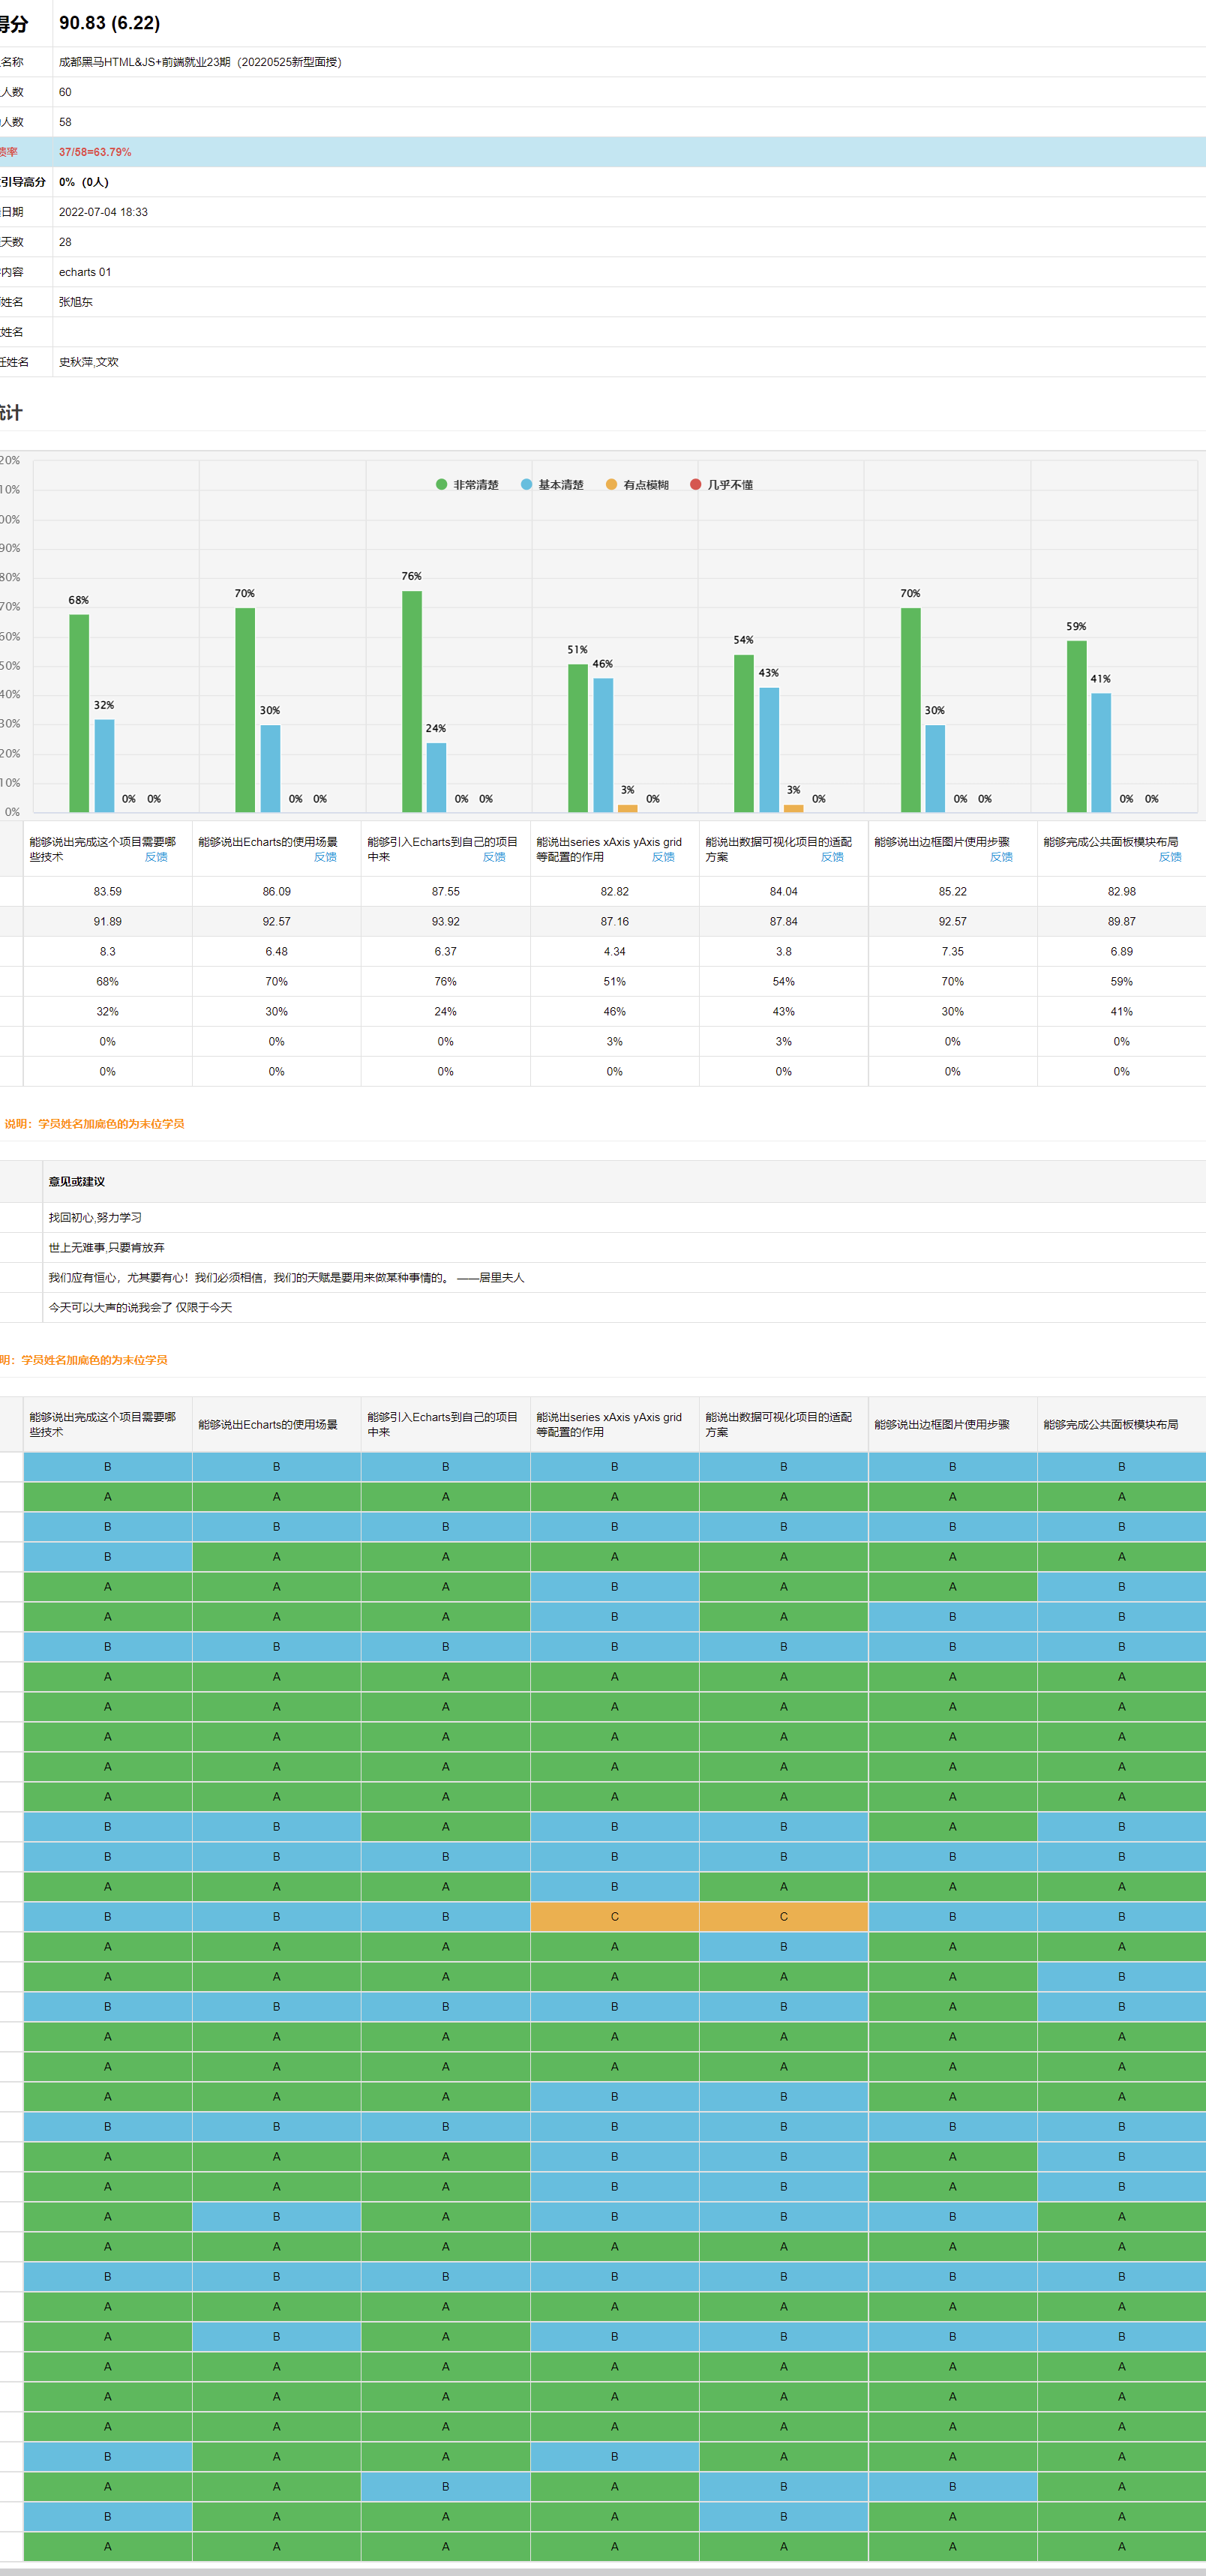 得分 90.83 (6.22)
名称 成都黑马HTML&JS+前端就业23期（20220525新型面授）
人数 60
人数 58
率 37/58=63.79%
引导高分 0%（0人）
日期 2022-07-04 18:33
天数 28
内容 echarts 01
姓名 张旭东
姓名
任姓名 史秋萍,文欢
统计
非常清楚 基本清楚 有点模糊 几乎不懂
20%
10%
00%
90%
80%
70%
60%
50%
40%
30%
20%
10%
0%
68% 32% 0% 0% 70% 30% 0% 0% 76% 24% 0% 0% 51% 46% 3% 0% 54% 43% 3% 0% 70% 30% 0% 0% 59% 41% 0% 0%
能够说出完成这个项目需要哪 能够说出Echarts的使用场景 能够引入Echarts到自己的项目 能说出series xAxis yAxis grid 能说出数据可视化项目的适配 能够说出边框图片使用步骤 能够完成公共面板模块布局
些技术 反馈 反馈 中来 反馈 等配置的作用 反馈 方案 反馈 反馈 反馈
83.59 86.09 87.55 82.82 84.04 85.22 82.98
91.89 92.57 93.92 87.16 87.84 92.57 89.87
8.3 6.48 6.37 4.34 3.8 7.35 6.89
68% 70% 76% 51% 54% 70% 59%
32% 30% 24% 46% 43% 30% 41%
0% 0% 0% 3% 3% 0% 0%
0% 0% 0% 0% 0% 0% 0%
说明：学员姓名加底色的为末位学员
意见或建议
找回初心,努力学习
世上无难事,只要肯放弃
我们应有恒心，尤其要有心！我们必须相信，我们的天赋是要用来做某种事情的。 ——居里夫人
今天可以大声的说我会了 仅限于今天
明：学员姓名加底色的为末位学员
能够说出完成这个项目需要哪 能够说出Echarts的使用场景 能够引入Echarts到自己的项目 能说出series xAxis yAxis grid 能说出数据可视化项目的适配 能够说出边框图片使用步骤 能够完成公共面板模块布局
些技术 中来 等配置的作用 方案
B B B B B B B
A A A A A A A
B B B B B B B
B A A A A A A
A A A B A A B
A A A B A B B
B B B B B B B
A A A A A A A
A A A A A A A
A A A A A A A
A A A A A A A
A A A A A A A
B B A B B A B
B B B B B B B
A A A B A A A
B B B C C B B
A A A A B A A
A A A A A A B
B B B B B A B
A A A A A A A
A A A A A A A
A A A B B A A
B B B B B B B
A A A B B A B
A A A B B A B
A B A B B B A
A A A A A A A
B B B B B B B
A A A A A A A
A B A B B B B
A A A A A A A
A A A A A A A
A A A A A A A
B A A B A A A
A A B A B B A
B A A A B A A
A A A A A A A